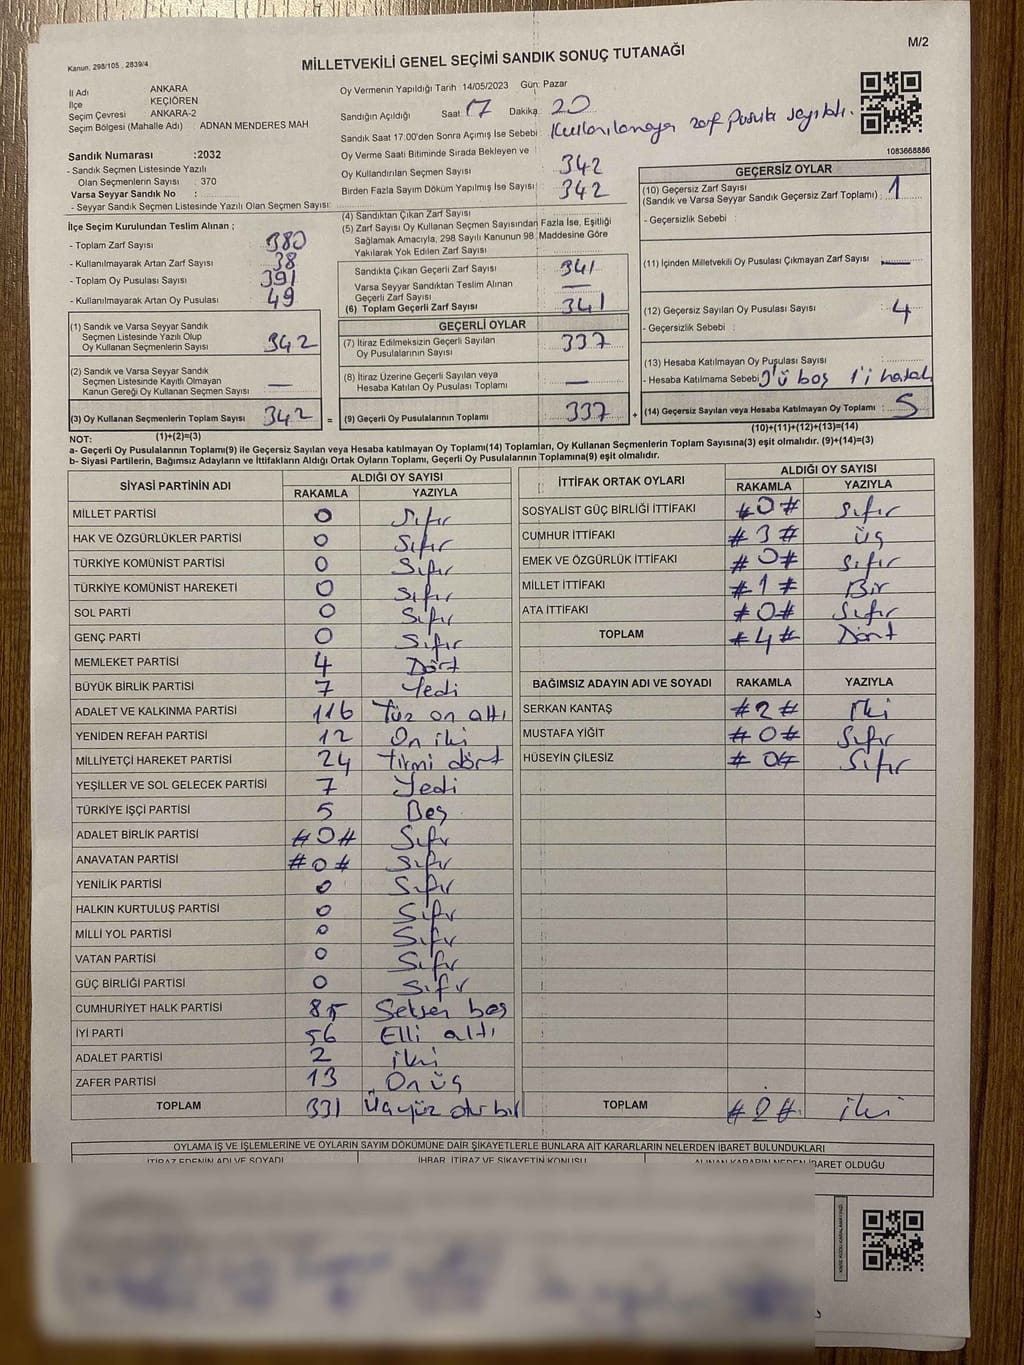 M/2
Kanun, 298/105 , 2839/4
MİLLETVEKİLİ GENEL SEÇİMİ SANDIK SONUÇ TUTANAĞI
İl Adı ANKARA
İlçe KEÇİÖREN
Seçim Çevresi ANKARA-2
Seçim Bölgesi (Mahalle Adı) ADNAN MENDERES MAH
Oy Vermenin Yapıldığı Tarih 14/05/2023 Gün: Pazar
Sandığın Açıldığı Saat 17 Dakika 20
Sandık Saat 17:00'den Sonra Açımış İse Sebebi : Kullanılamaya zarf pusula sayıldı.
1083668886
Sandık Numarası :2032
- Sandık Seçmen Listesinde Yazılı
Olan Seçmenlerin Sayısı : 370
Varsa Seyyar Sandık No :
- Seyyar Sandık Seçmen Listesinde Yazılı Olan Seçmen Sayısı:
Oy Verme Saati Bitiminde Sırada Bekleyen ve
Oy Kullandırılan Seçmen Sayısı 342
Birden Fazla Sayım Döküm Yapılmış İse Sayısı 342
İlçe Seçim Kurulundan Teslim Alınan ;
- Toplam Zarf Sayısı 380
- Kullanılmayarak Artan Zarf Sayısı 38
- Toplam Oy Pusulası Sayısı 391
- Kullanılmayarak Artan Oy Pusulası 49
(4) Sandıktan Çıkan Zarf Sayısı
(5) Zarf Sayısı Oy Kullanan Seçmen Sayısından Fazla İse, Eşitliği
Sağlamak Amacıyla, 298 Sayılı Kanunun 98. Maddesine Göre
Yakılarak Yok Edilen Zarf Sayısı
Sandıkta Çıkan Geçerli Zarf Sayısı 341
Varsa Seyyar Sandıktan Teslim Alınan
Geçerli Zarf Sayısı —
(6) Toplam Geçerli Zarf Sayısı 341
GEÇERSİZ OYLAR
(10) Geçersiz Zarf Sayısı
(Sandık ve Varsa Seyyar Sandık Geçersiz Zarf Toplamı) : 1
- Geçersizlik Sebebi :
(11) İçinden Milletvekili Oy Pusulası Çıkmayan Zarf Sayısı —
(12) Geçersiz Sayılan Oy Pusulası Sayısı : 4
- Geçersizlik Sebebi :
(13) Hesaba Katılmayan Oy Pusulası Sayısı
- Hesaba Katılmama Sebebi 3'ü boş 1'i hatalı
(14) Geçersiz Sayılan veya Hesaba Katılmayan Oy Toplamı : 5
(10)+(11)+(12)+(13)=(14)
(1) Sandık ve Varsa Seyyar Sandık
Seçmen Listesinde Yazılı Olup
Oy Kullanan Seçmenlerin Sayısı 342
(2) Sandık ve Varsa Seyyar Sandık
Seçmen Listesinde Kayıtlı Olmayan
Kanun Gereği Oy Kullanan Seçmen Sayısı —
(3) Oy Kullanan Seçmenlerin Toplam Sayısı 342 =
(1)+(2)=(3)
GEÇERLİ OYLAR
(7) İtiraz Edilmeksizin Geçerli Sayılan
Oy Pusulalarının Sayısı 337
(8) İtiraz Üzerine Geçerli Sayılan veya
Hesaba Katılan Oy Pusulası Toplamı —
(9) Geçerli Oy Pusulalarının Toplamı 337 +
NOT:
a- Geçerli Oy Pusulalarının Toplamı(9) ile Geçersiz Sayılan veya Hesaba katılmayan Oy Toplamı(14) Toplamları, Oy Kullanan Seçmenlerin Toplam Sayısına(3) eşit olmalıdır. (9)+(14)=(3)
b- Siyasi Partilerin, Bağımsız Adayların ve İttifakların Aldığı Ortak Oyların Toplamı, Geçerli Oy Pusulalarının Toplamına(9) eşit olmalıdır.
SİYASİ PARTİNİN ADI ALDIĞI OY SAYISI
RAKAMLA YAZIYLA
MİLLET PARTİSİ 0 Sıfır
HAK VE ÖZGÜRLÜKLER PARTİSİ 0 Sıfır
TÜRKİYE KOMÜNİST PARTİSİ 0 Sıfır
TÜRKİYE KOMÜNİST HAREKETİ 0 Sıfır
SOL PARTİ 0 Sıfır
GENÇ PARTİ 0 Sıfır
MEMLEKET PARTİSİ 4 Dört
BÜYÜK BİRLİK PARTİSİ 7 Yedi
ADALET VE KALKINMA PARTİSİ 116 Yüz on altı
YENİDEN REFAH PARTİSİ 12 On iki
MİLLİYETÇİ HAREKET PARTİSİ 24 Yirmi dört
YEŞİLLER VE SOL GELECEK PARTİSİ 7 Yedi
TÜRKİYE İŞÇİ PARTİSİ 5 Beş
ADALET BİRLİK PARTİSİ #0# Sıfır
ANAVATAN PARTİSİ #0# Sıfır
YENİLİK PARTİSİ 0 Sıfır
HALKIN KURTULUŞ PARTİSİ 0 Sıfır
MİLLİ YOL PARTİSİ 0 Sıfır
VATAN PARTİSİ 0 Sıfır
GÜÇ BİRLİĞİ PARTİSİ 0 Sıfır
CUMHURİYET HALK PARTİSİ 85 Seksen beş
İYİ PARTİ 56 Elli altı
ADALET PARTİSİ 2 iki
ZAFER PARTİSİ 13 On üç
TOPLAM 331 Üçyüz otuz bir
İTTİFAK ORTAK OYLARI ALDIĞI OY SAYISI
RAKAMLA YAZIYLA
SOSYALİST GÜÇ BİRLİĞİ İTTİFAKI #0# Sıfır
CUMHUR İTTİFAKI #3# üç
EMEK VE ÖZGÜRLÜK İTTİFAKI #0# Sıfır
MİLLET İTTİFAKI #1# Bir
ATA İTTİFAKI #0# Sıfır
TOPLAM #4# Dört
BAĞIMSIZ ADAYIN ADI VE SOYADI RAKAMLA YAZIYLA
SERKAN KANTAŞ #2# İki
MUSTAFA YİĞİT #0# Sıfır
HÜSEYİN ÇİLESİZ #0# Sıfır
TOPLAM #2# iki
OYLAMA İŞ VE İŞLEMLERİNE VE OYLARIN SAYIM DÖKÜMÜNE DAİR ŞİKAYETLERLE BUNLARA AİT KARARLARIN NELERDEN İBARET BULUNDUKLARI
İTİRAZ EDENİN ADI VE SOYADI İHBAR, İTİRAZ VE ŞİKAYETİN KONUSU ALINAN KARARIN NEDEN İBARET OLDUĞU